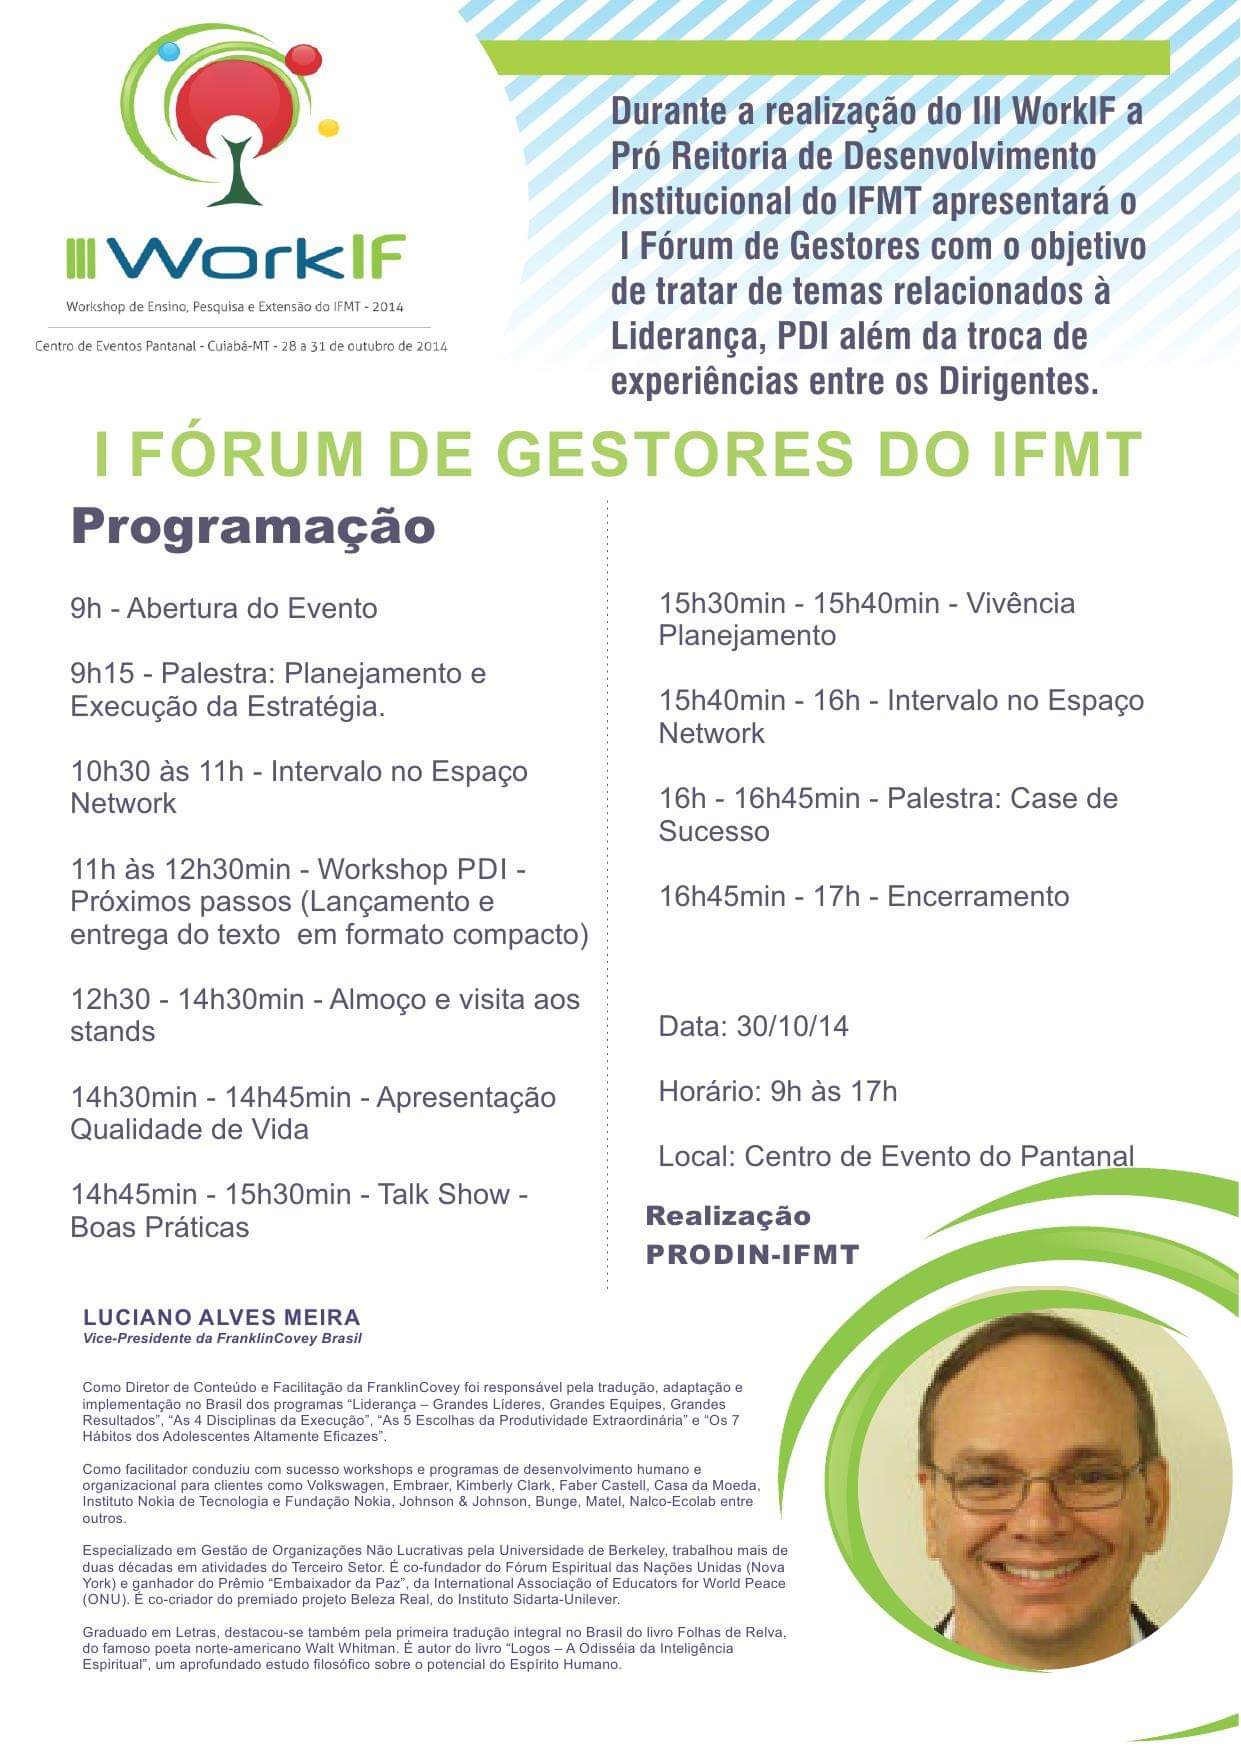 III WorkIF
Workshop de Ensino, Pesquisa e Extensão do IFMT - 2014
Centro de Eventos Pantanal - Cuiabá-MT - 28 a 31 de outubro de 2014
Durante a realização do III WorkIF a
Pró Reitoria de Desenvolvimento
Institucional do IFMT apresentará o
I Fórum de Gestores com o objetivo
de tratar de temas relacionados à
Liderança, PDI além da troca de
experiências entre os Dirigentes.
I FÓRUM DE GESTORES DO IFMT
Programação
9h - Abertura do Evento
9h15 - Palestra: Planejamento e
Execução da Estratégia.
10h30 às 11h - Intervalo no Espaço
Network
11h às 12h30min - Workshop PDI -
Próximos passos (Lançamento e
entrega do texto em formato compacto)
12h30 - 14h30min - Almoço e visita aos
stands
14h30min - 14h45min - Apresentação
Qualidade de Vida
14h45min - 15h30min - Talk Show -
Boas Práticas
15h30min - 15h40min - Vivência
Planejamento
15h40min - 16h - Intervalo no Espaço
Network
16h - 16h45min - Palestra: Case de
Sucesso
16h45min - 17h - Encerramento
Data: 30/10/14
Horário: 9h às 17h
Local: Centro de Evento do Pantanal
Realização
PRODIN-IFMT
LUCIANO ALVES MEIRA
Vice-Presidente da FranklinCovey Brasil
Como Diretor de Conteúdo e Facilitação da FranklinCovey foi responsável pela tradução, adaptação e
implementação no Brasil dos programas “Liderança – Grandes Líderes, Grandes Equipes, Grandes
Resultados”, “As 4 Disciplinas da Execução”, “As 5 Escolhas da Produtividade Extraordinária” e “Os 7
Hábitos dos Adolescentes Altamente Eficazes”.
Como facilitador conduziu com sucesso workshops e programas de desenvolvimento humano e
organizacional para clientes como Volkswagen, Embraer, Kimberly Clark, Faber Castell, Casa da Moeda,
Instituto Nokia de Tecnologia e Fundação Nokia, Johnson & Johnson, Bunge, Matel, Nalco-Ecolab entre
outros.
Especializado em Gestão de Organizações Não Lucrativas pela Universidade de Berkeley, trabalhou mais de
duas décadas em atividades do Terceiro Setor. É co-fundador do Fórum Espiritual das Nações Unidas (Nova
York) e ganhador do Prêmio “Embaixador da Paz”, da International Associação of Educators for World Peace
(ONU). É co-criador do premiado projeto Beleza Real, do Instituto Sidarta-Unilever.
Graduado em Letras, destacou-se também pela primeira tradução integral no Brasil do livro Folhas de Relva,
do famoso poeta norte-americano Walt Whitman. É autor do livro “Logos – A Odisséia da Inteligência
Espiritual”, um aprofundado estudo filosófico sobre o potencial do Espírito Humano.